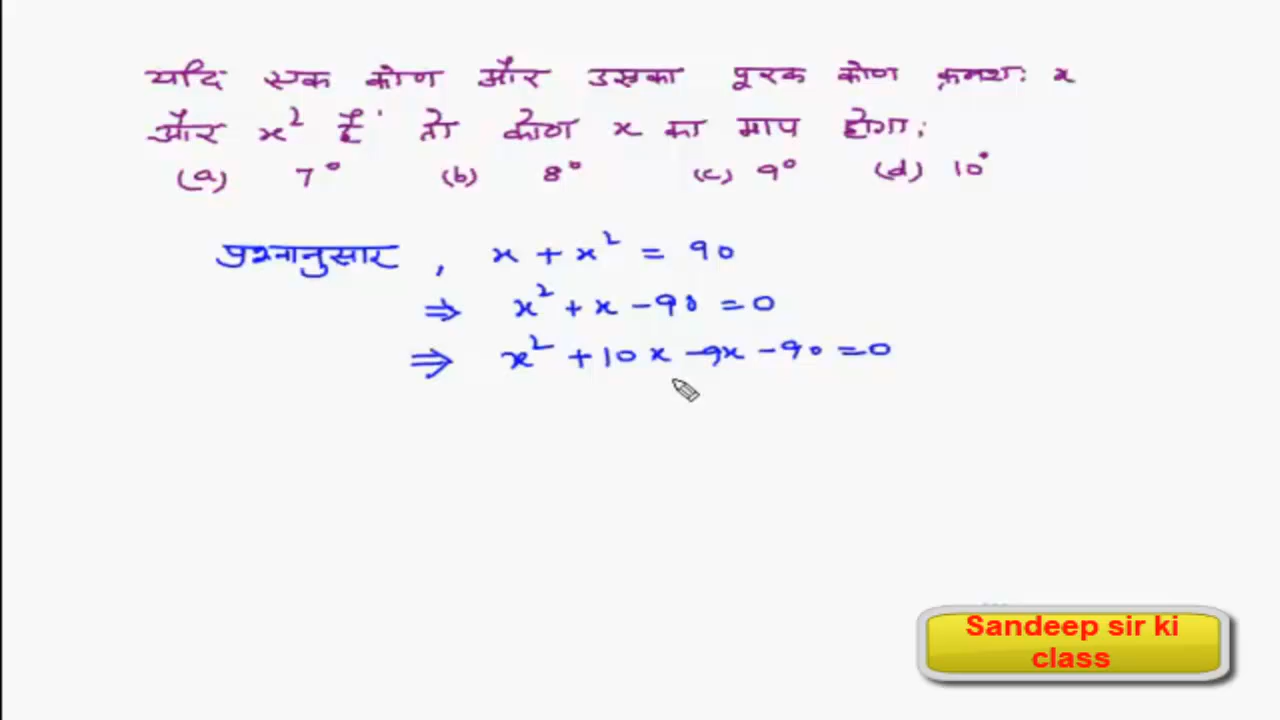 यदि एक कोण और उसका पूरक कोण क्रमशः x
और x² हैं तो कोण x का माप होगा:
(a) 7° (b) 8° (c) 9° (d) 10°
प्रश्नानुसार, x + x² = 90
⇒ x² + x - 90 = 0
⇒ x² + 10x - 9x - 90 = 0
Sandeep sir ki
class